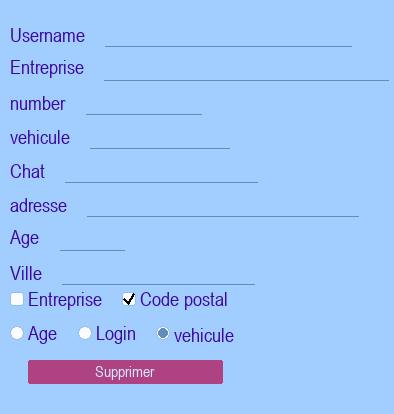 Username
Entreprise
number
vehicule
Chat
adresse
Age
Ville
Entreprise Code postal
Age Login vehicule
Supprimer